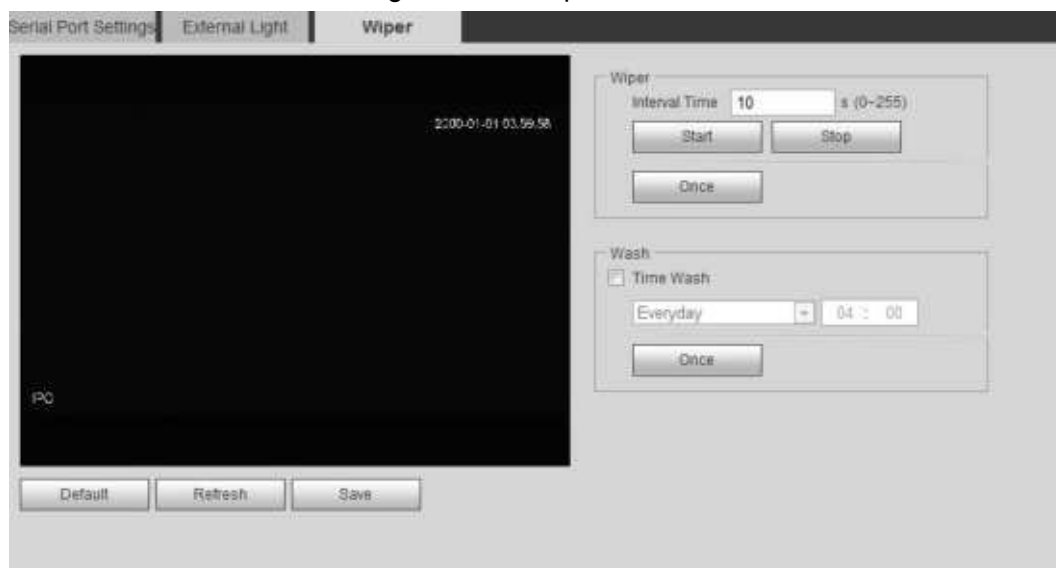 Serial Port Settings External Light Wiper
2000-01-01 03:59:58
IPC
Wiper
Interval Time 10 s (0~255)
Start Stop
Once
Wash
Time Wash
Everyday 04 : 00
Once
Default Refresh Save